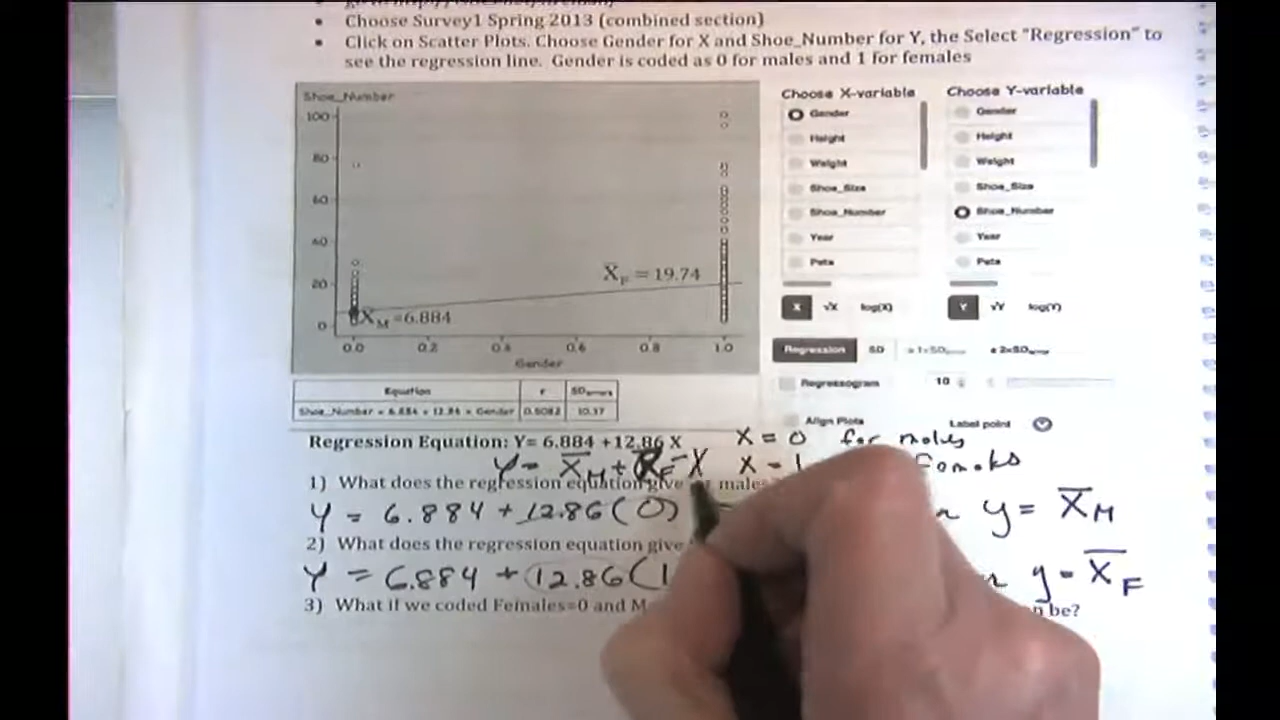 • Choose Survey1 Spring 2013 (combined section)
• Click on Scatter Plots. Choose Gender for X and Shoe_Number for Y, the Select "Regression" to
see the regression line. Gender is coded as 0 for males and 1 for females
Shoe_Number
100
80
60
40
20
0
X̄F = 19.74
X̄M =6.884
0.0 0.2 0.4 0.6 0.8 1.0
Gender
Choose X-variable
Gender
Height
Weight
Shoe_Size
Shoe_Number
Year
Pets
Choose Y-variable
Gender
Height
Weight
Shoe_Size
Shoe_Number
Year
Pets
X √X log(X)
Y √Y log(Y)
Regression SD
Regressogram 10
Align Plots Label point
Equation r SDerrors
Shoe_Number = 6.884 + 12.86 × Gender 0.5082 10.37
Regression Equation: Y= 6.884 +12.86 X
X = 0 for males
Y = X̄M +
X = 1 Females
1) What does the regression equation give males
Y = 6.884 + 12.86 (0)
y = X̄M
2) What does the regression equation give
Y = 6.884 + 12.86 (1
y = X̄F
3) What if we coded Females=0 and M be?